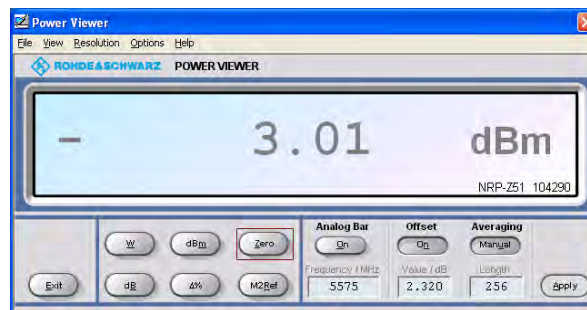 Power Viewer
File View Resolution Options Help
ROHDE&SCHWARZ POWER VIEWER
- 3.01 dBm
NRP-Z51 104290
Analog Bar Offset Averaging
W dBm Zero On On Manual
Frequency / MHz Value / dB Length
Exit dB Δ% M2Ref 5575 2.320 256 Apply